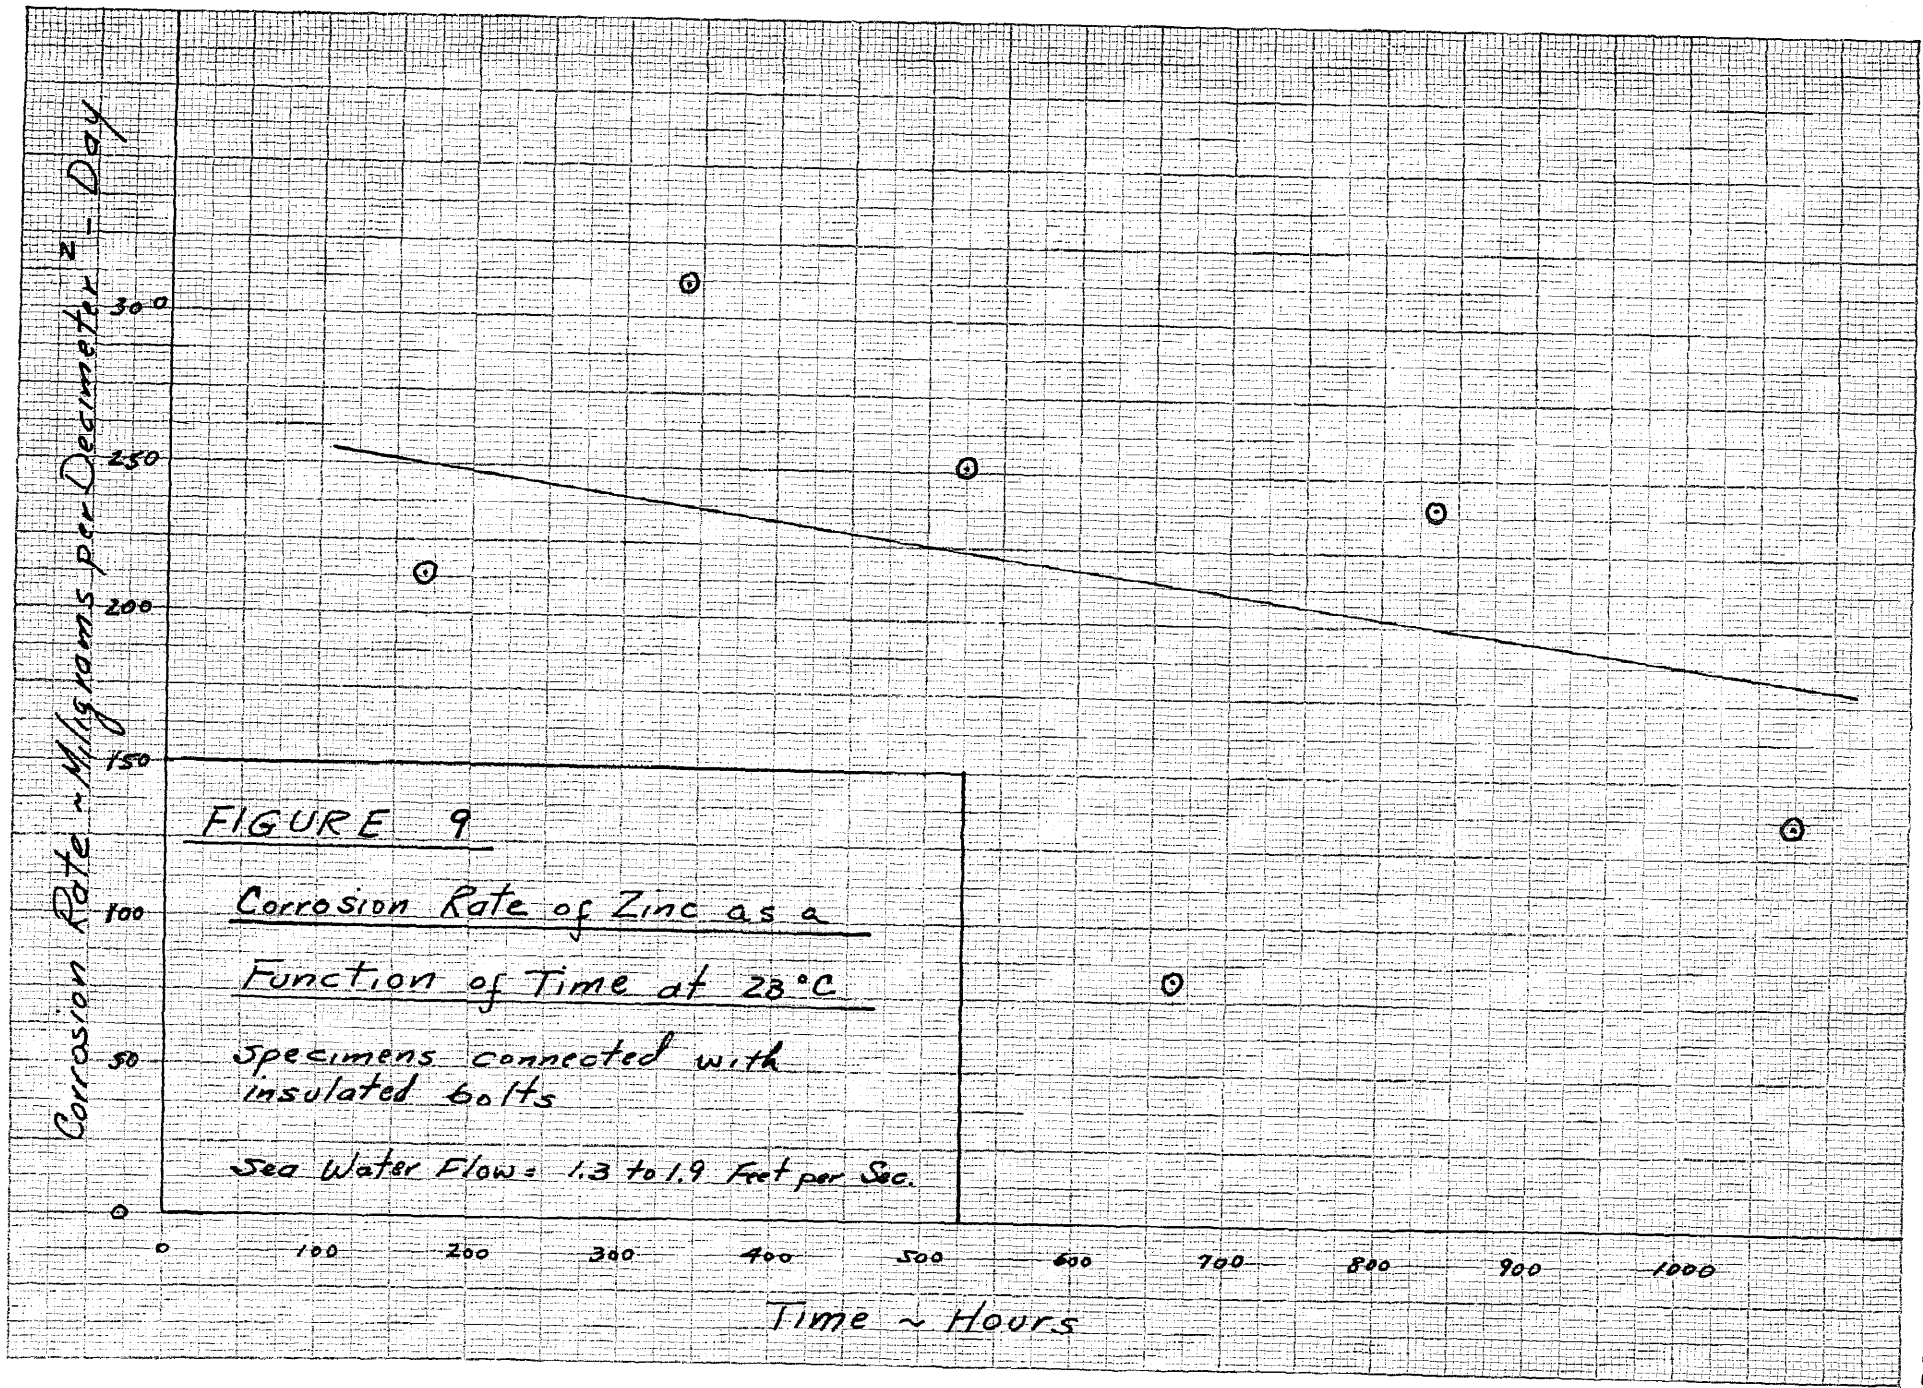 Corrosion Rate ~ Milligrams per Decimeter² - Day
300
250
200
150
100
50
0
FIGURE 9
Corrosion Rate of Zinc as a
Function of Time at 23°C
Specimens connected with
insulated bolts
Sea Water Flow = 1.3 to 1.9 Feet per Sec.
0 100 200 300 400 500 600 700 800 900 1000
Time ~ Hours